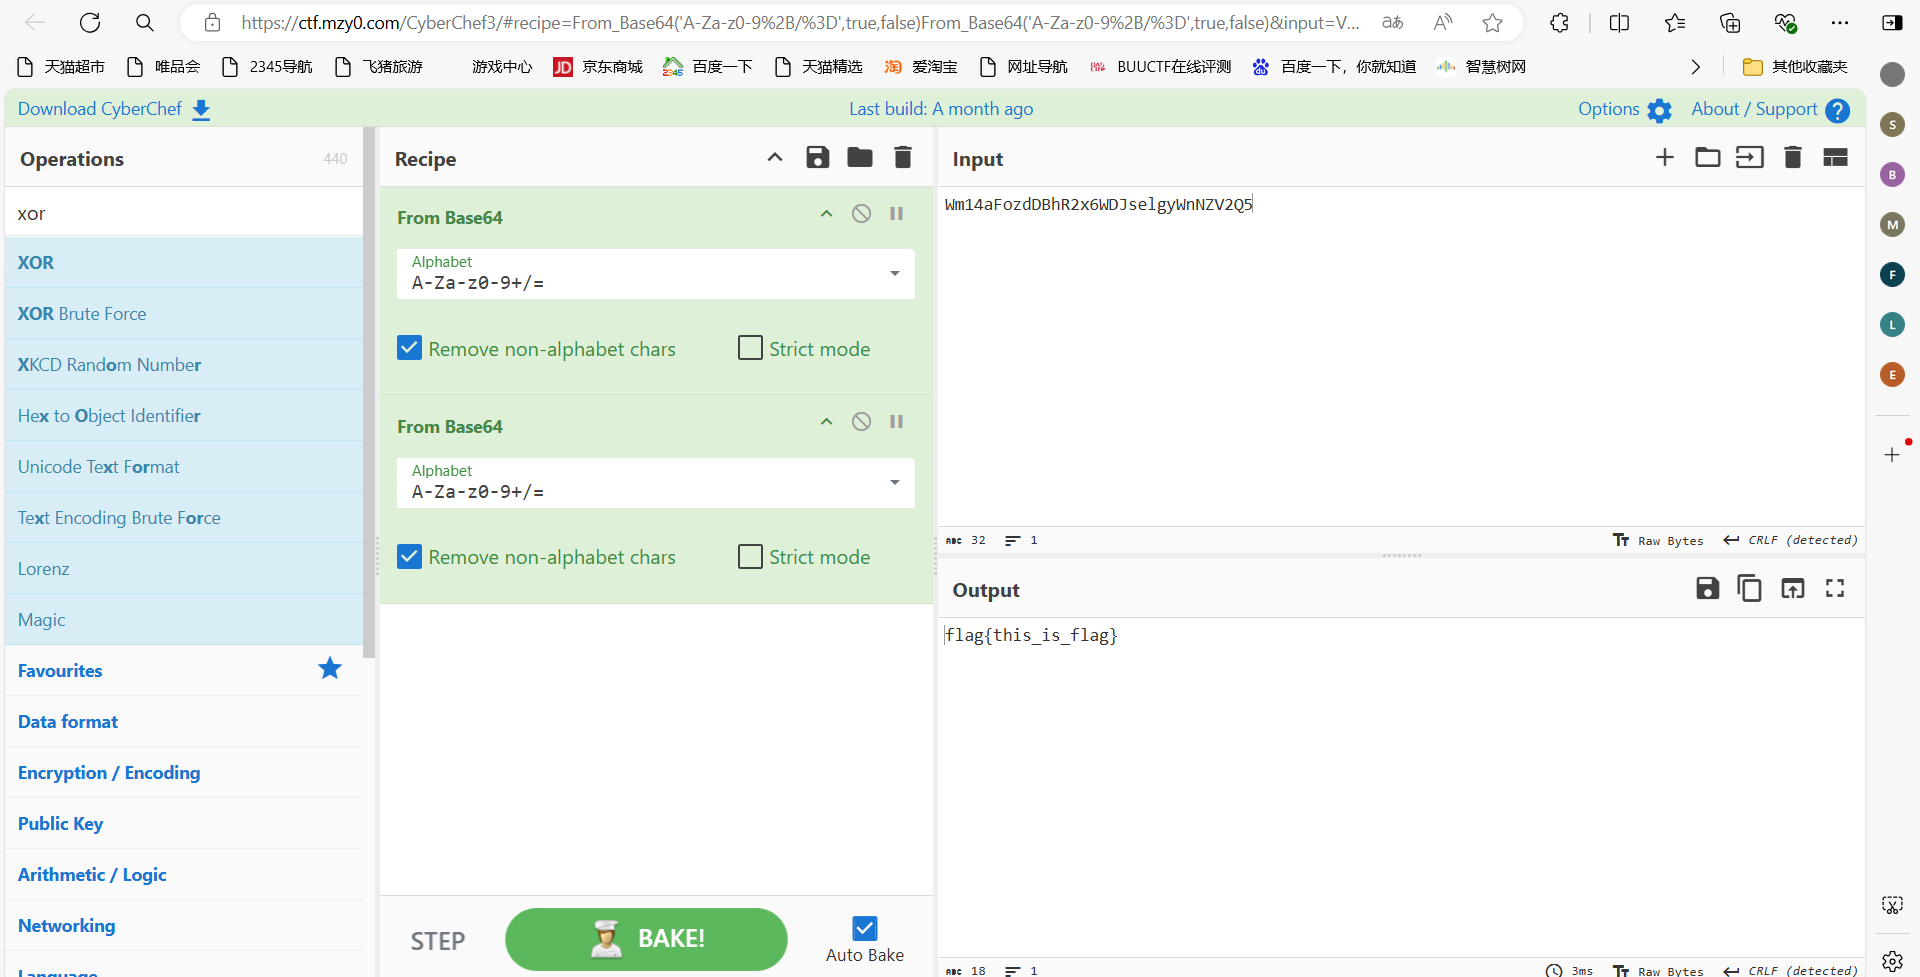 https://ctf.mzy0.com/CyberChef3/#recipe=From_Base64('A-Za-z0-9%2B/%3D',true,false)From_Base64('A-Za-z0-9%2B/%3D',true,false)&input=V...
天猫超市 唯品会 2345导航 飞猪旅游 游戏中心 JD 京东商城 2345 百度一下 天猫精选 淘 爱淘宝 网址导航 BUUCTF在线评测 百度一下，你就知道 智慧树网 其他收藏夹
Download CyberChef Last build: A month ago Options About / Support ?
Operations 440
xor
XOR
XOR Brute Force
XKCD Random Number
Hex to Object Identifier
Unicode Text Format
Text Encoding Brute Force
Lorenz
Magic
Favourites
Data format
Encryption / Encoding
Public Key
Arithmetic / Logic
Networking
Language
Recipe
From Base64
Alphabet
A-Za-z0-9+/=
Remove non-alphabet chars Strict mode
From Base64
Alphabet
A-Za-z0-9+/=
Remove non-alphabet chars Strict mode
STEP BAKE! Auto Bake
Input
Wm14aFozdDBhR2x6WDJselgyWnNZV2Q5
ABC 32 1 Raw Bytes CRLF (detected)
Output
flag{this_is_flag}
ABC 18 1 3ms Raw Bytes CRLF (detected)
S
B
M
F
L
E